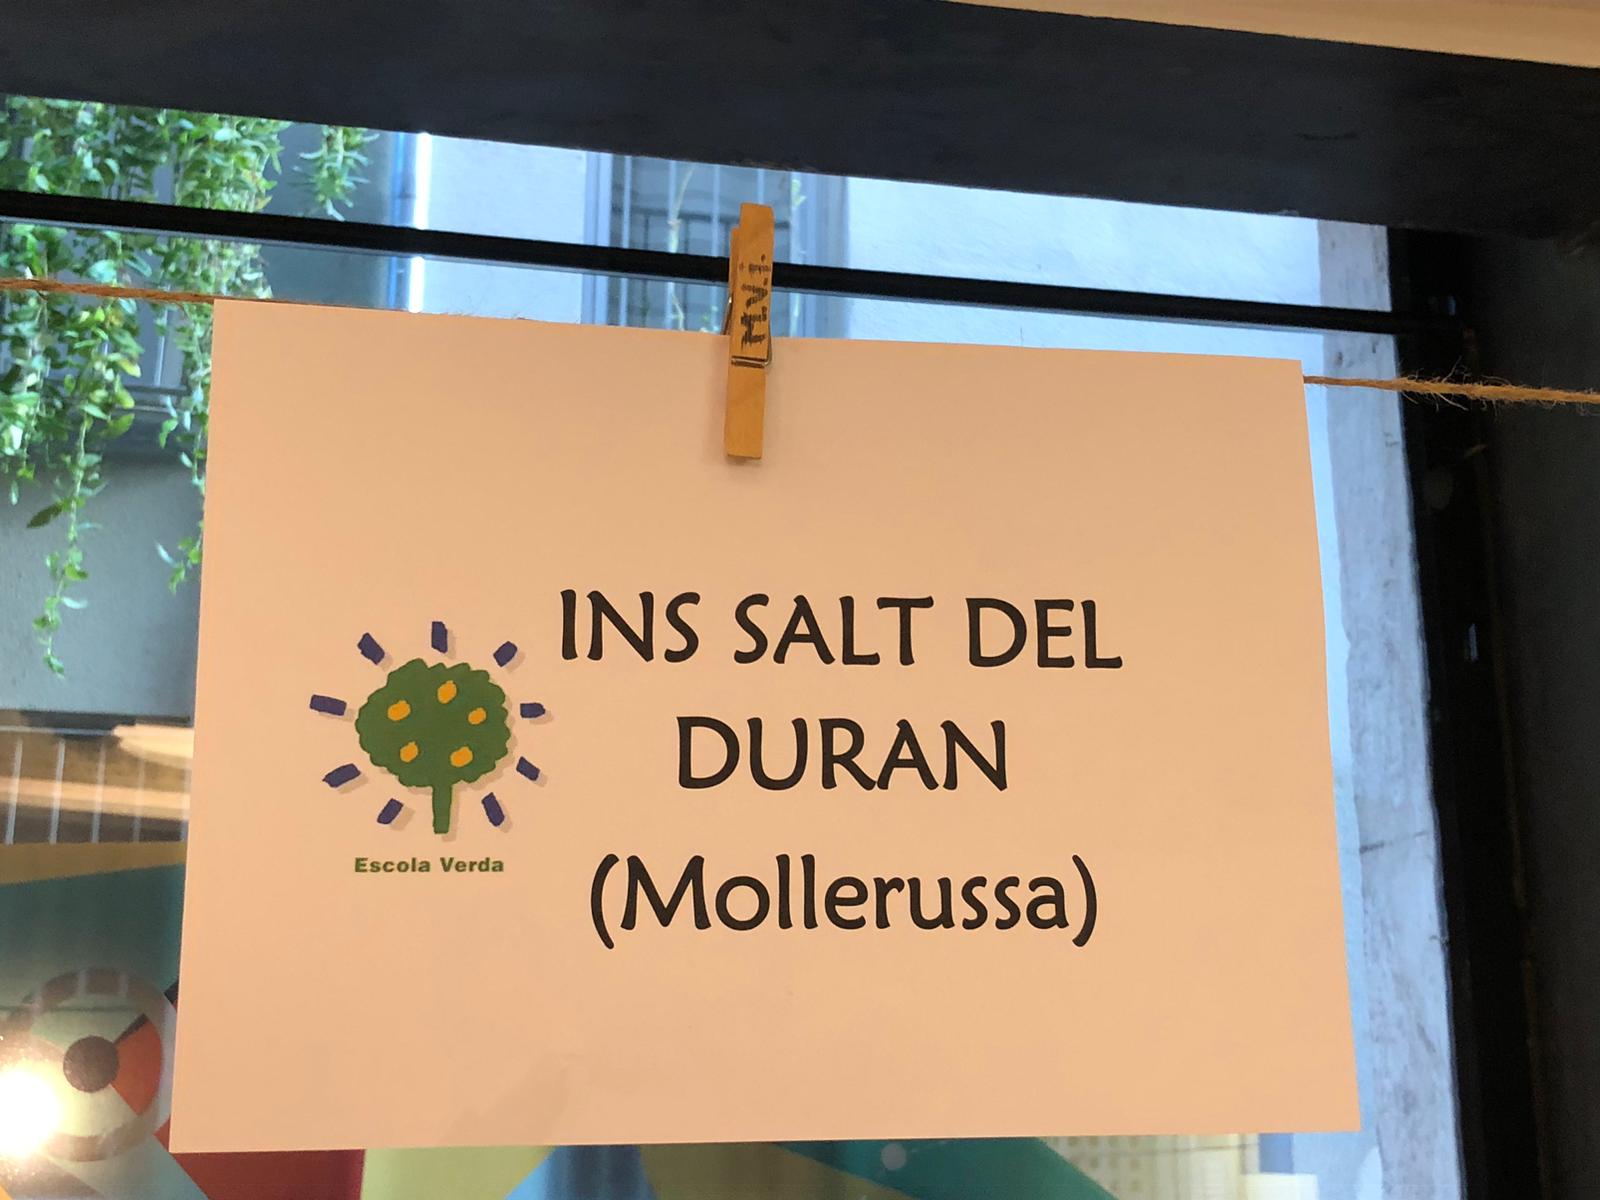 INS SALT DEL
DURAN
(Mollerussa)
Escola Verda